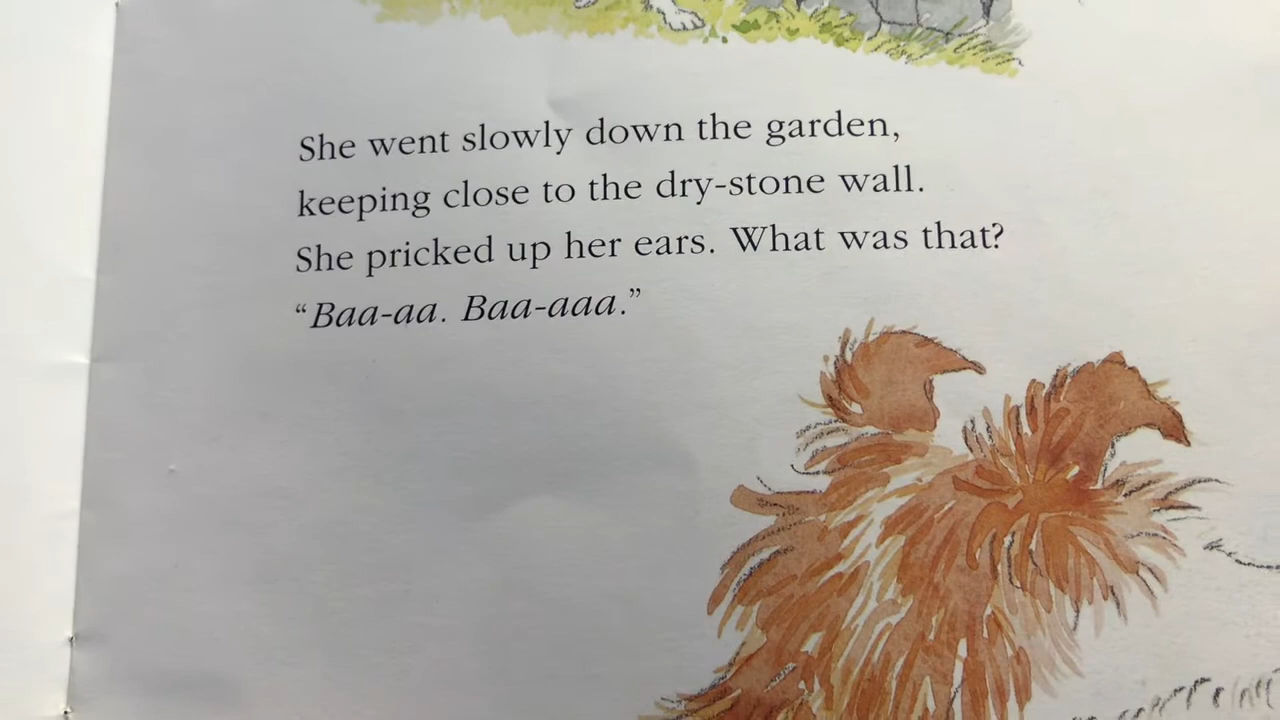 She went slowly down the garden,
keeping close to the dry-stone wall.
She pricked up her ears. What was that?
“Baa-aa. Baa-aaa.”